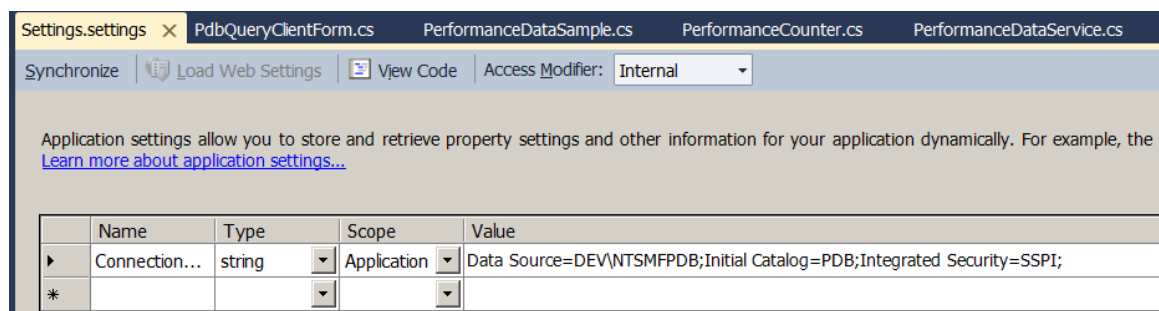 Settings.settings PdbQueryClientForm.cs PerformanceDataSample.cs PerformanceCounter.cs PerformanceDataService.cs
Synchronize Load Web Settings View Code Access Modifier: Internal
Application settings allow you to store and retrieve property settings and other information for your application dynamically. For example, the
Learn more about application settings...
Name Type Scope Value
Connection... string Application Data Source=DEV\NTSMFPDB;Initial Catalog=PDB;Integrated Security=SSPI;
*